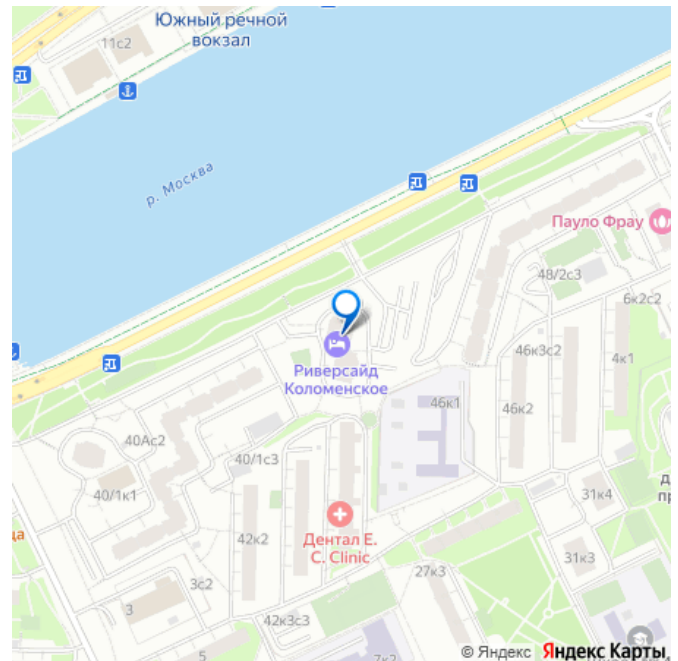 Южный речной
вокзал
11с2
р. Москва
Пауло Фрау
48/2с3
6к2с2
Риверсайд
Коломенское
46к3с2
4к1
46к1
46к2
40Ас2
40/1с3
40/1к1
31к4
Дентал Е.
C. Clinic
42к2
31к3
27к3
3с2
3
42к3с3
5
7к2
© Яндекс Яндекс Карты